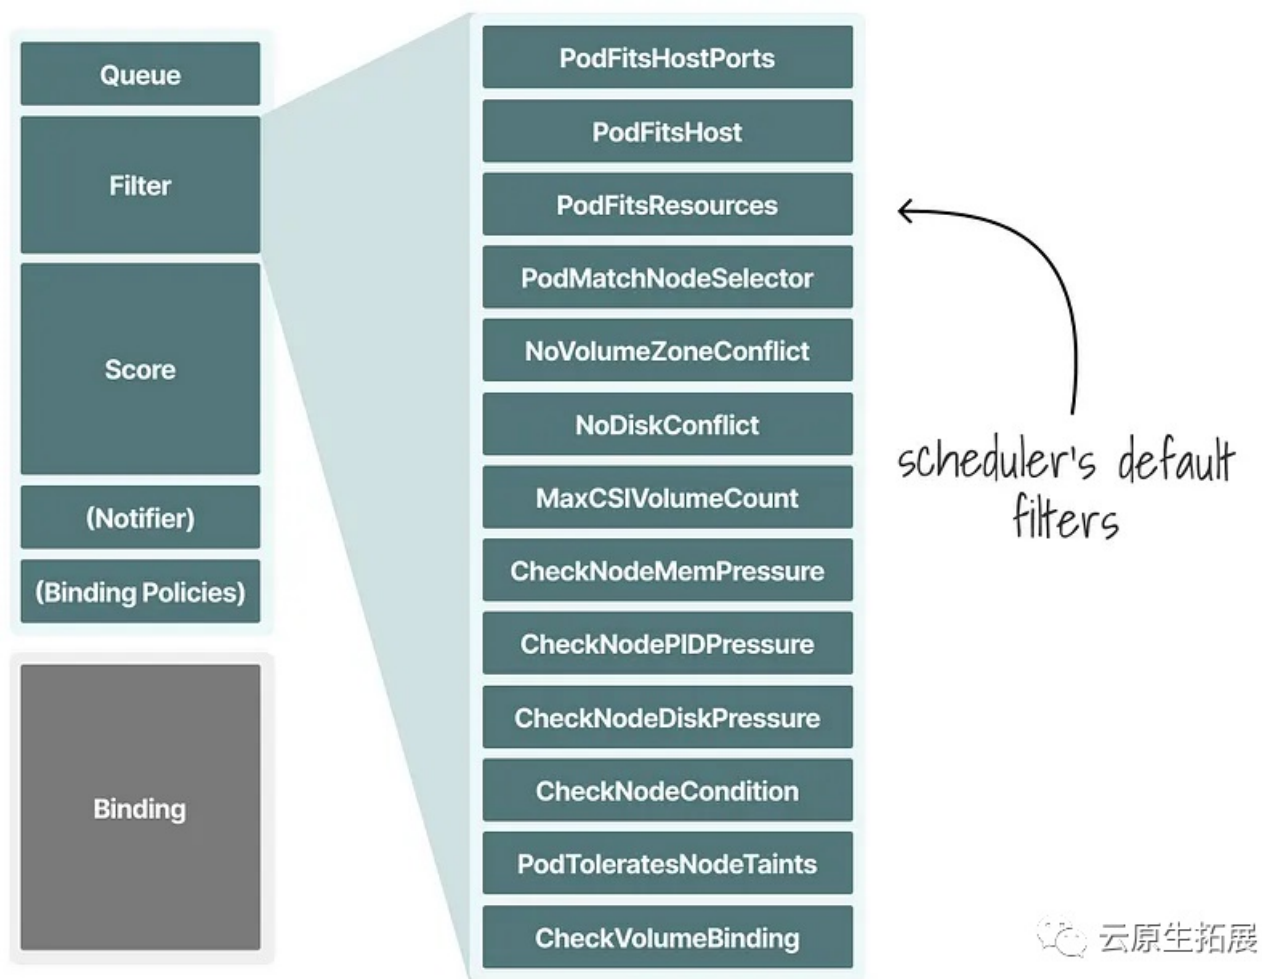 Queue
Filter
Score
(Notifier)
(Binding Policies)
Binding
PodFitsHostPorts
PodFitsHost
PodFitsResources
PodMatchNodeSelector
NoVolumeZoneConflict
NoDiskConflict
MaxCSIVolumeCount
CheckNodeMemPressure
CheckNodePIDPressure
CheckNodeDiskPressure
CheckNodeCondition
PodToleratesNodeTaints
CheckVolumeBinding
scheduler's default
filters
云原生拓展